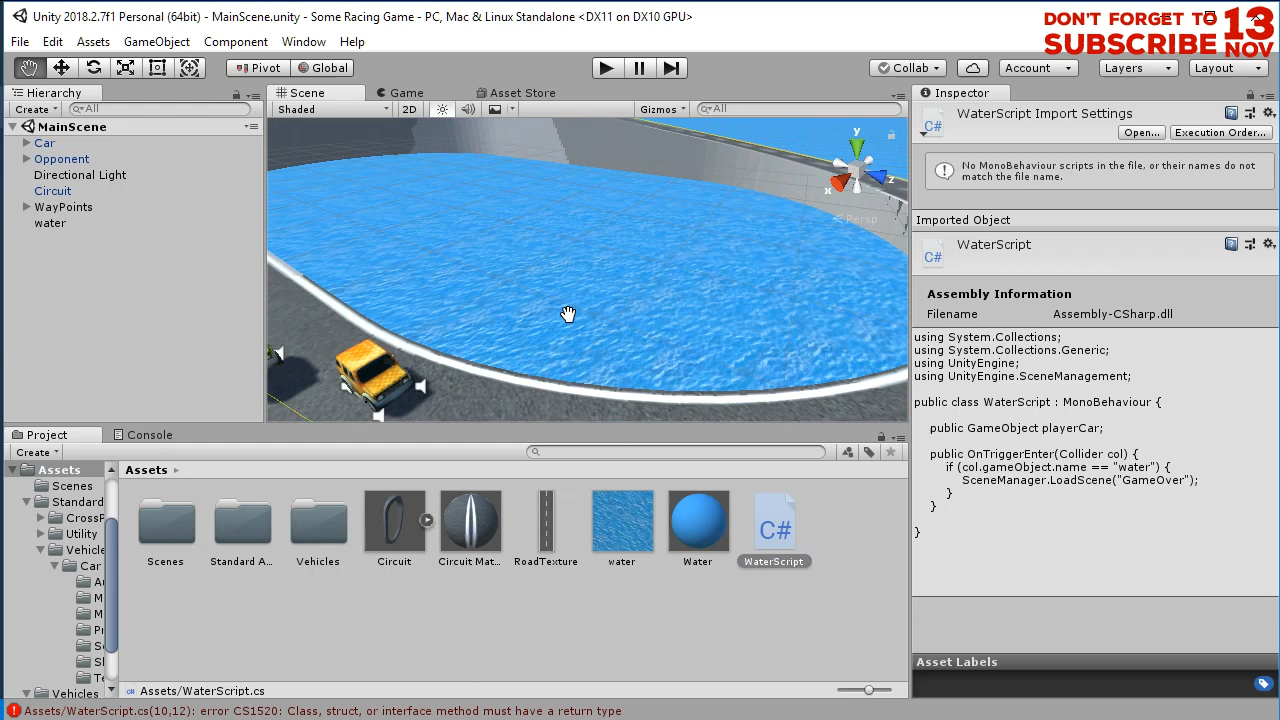 Unity 2018.2.7f1 Personal (64bit) - MainScene.unity - Some Racing Game - PC, Mac & Linux Standalone <DX11 on DX10 GPU>
DON'T FORGET TO
SUBSCRIBE
13
NOV
File Edit Assets GameObject Component Window Help
Pivot Global Collab Account Layers Layout
Hierarchy
Create All
MainScene
Car
Opponent
Directional Light
Circuit
WayPoints
water
Scene Game Asset Store
Shaded 2D Gizmos All
y
x
z
Persp
Inspector
WaterScript Import Settings
Open... Execution Order...
No MonoBehaviour scripts in the file, or their names do not
match the file name.
Imported Object
WaterScript
C#
Assembly Information
Filename Assembly-CSharp.dll
using System.Collections;
using System.Collections.Generic;
using UnityEngine;
using UnityEngine.SceneManagement;
public class WaterScript : MonoBehaviour {
public GameObject playerCar;
public OnTriggerEnter(Collider col) {
if (col.gameObject.name == "water") {
SceneManager.LoadScene("GameOver");
}
}
}
Asset Labels
Project Console
Create
Assets
Scenes
Standard
CrossP
Utility
Vehicle
Car
A
M
M
Pr
Sc
Sl
Te
Vehicles
Assets
C#
Scenes Standard A... Vehicles Circuit Circuit Mat... RoadTexture water Water WaterScript
Assets/WaterScript.cs
Assets/WaterScript.cs(10,12): error CS1520: Class, struct, or interface method must have a return type